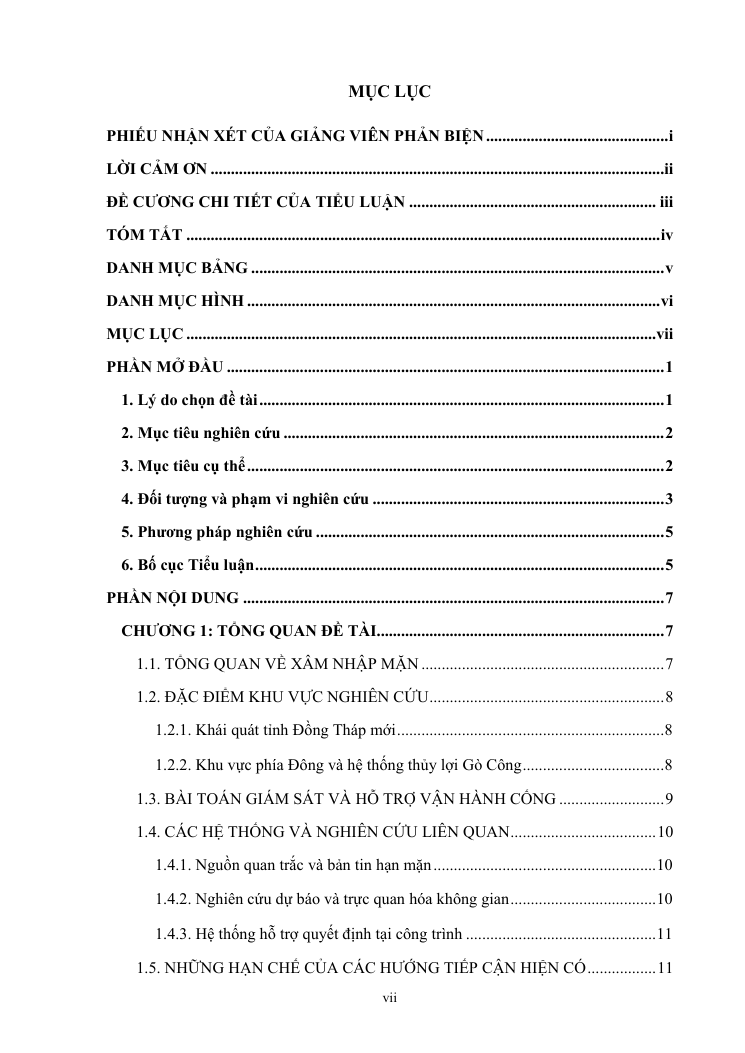 MỤC LỤC
PHIẾU NHẬN XÉT CỦA GIẢNG VIÊN PHẢN BIỆN.............................................i
LỜI CẢM ƠN ................................................................................................................ii
ĐỀ CƯƠNG CHI TIẾT CỦA TIỂU LUẬN ............................................................. iii
TÓM TẮT .....................................................................................................................iv
DANH MỤC BẢNG ......................................................................................................v
DANH MỤC HÌNH ......................................................................................................vi
MỤC LỤC ....................................................................................................................vii
PHẦN MỞ ĐẦU ............................................................................................................1
1. Lý do chọn đề tài....................................................................................................1
2. Mục tiêu nghiên cứu ..............................................................................................2
3. Mục tiêu cụ thể.......................................................................................................2
4. Đối tượng và phạm vi nghiên cứu ........................................................................3
5. Phương pháp nghiên cứu ......................................................................................5
6. Bố cục Tiểu luận.....................................................................................................5
PHẦN NỘI DUNG ........................................................................................................7
CHƯƠNG 1: TỔNG QUAN ĐỀ TÀI.......................................................................7
1.1. TỔNG QUAN VỀ XÂM NHẬP MẶN ............................................................7
1.2. ĐẶC ĐIỂM KHU VỰC NGHIÊN CỨU..........................................................8
1.2.1. Khái quát tỉnh Đồng Tháp mới..................................................................8
1.2.2. Khu vực phía Đông và hệ thống thủy lợi Gò Công...................................8
1.3. BÀI TOÁN GIÁM SÁT VÀ HỖ TRỢ VẬN HÀNH CỐNG ..........................9
1.4. CÁC HỆ THỐNG VÀ NGHIÊN CỨU LIÊN QUAN....................................10
1.4.1. Nguồn quan trắc và bản tin hạn mặn.......................................................10
1.4.2. Nghiên cứu dự báo và trực quan hóa không gian....................................10
1.4.3. Hệ thống hỗ trợ quyết định tại công trình ...............................................11
1.5. NHỮNG HẠN CHẾ CỦA CÁC HƯỚNG TIẾP CẬN HIỆN CÓ.................11
vii